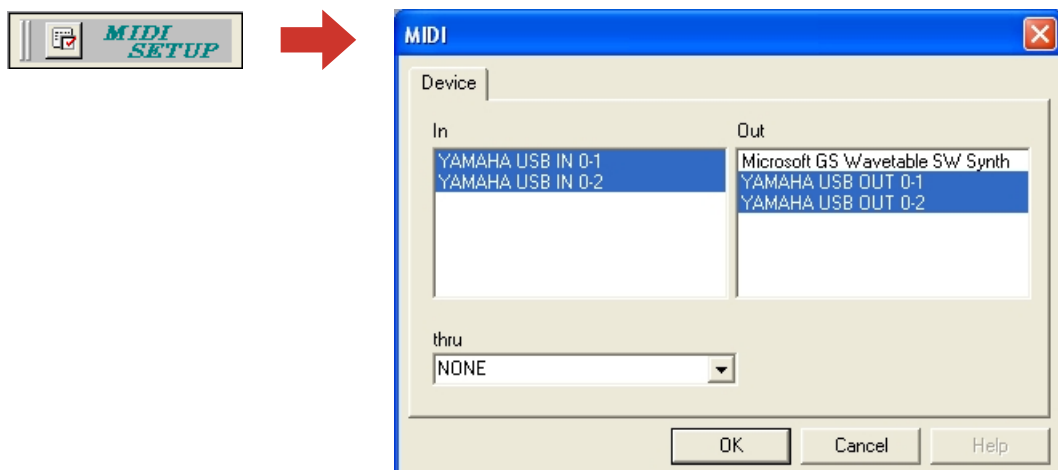 MIDI
SETUP
MIDI
Device
In
YAMAHA USB IN 0-1
YAMAHA USB IN 0-2
Out
Microsoft GS Wavetable SW Synth
YAMAHA USB OUT 0-1
YAMAHA USB OUT 0-2
thru
NONE
OK
Cancel
Help